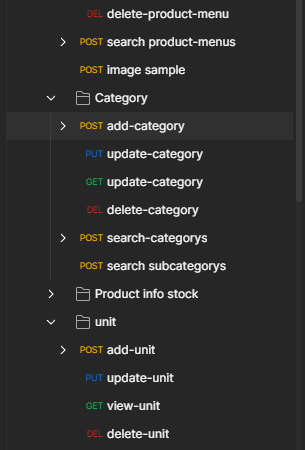 DEL delete-product-menu
POST search product-menus
POST image sample
Category
POST add-category
PUT update-category
GET update-category
DEL delete-category
POST search-categorys
POST search subcategorys
Product info stock
unit
POST add-unit
PUT update-unit
GET view-unit
DEL delete-unit